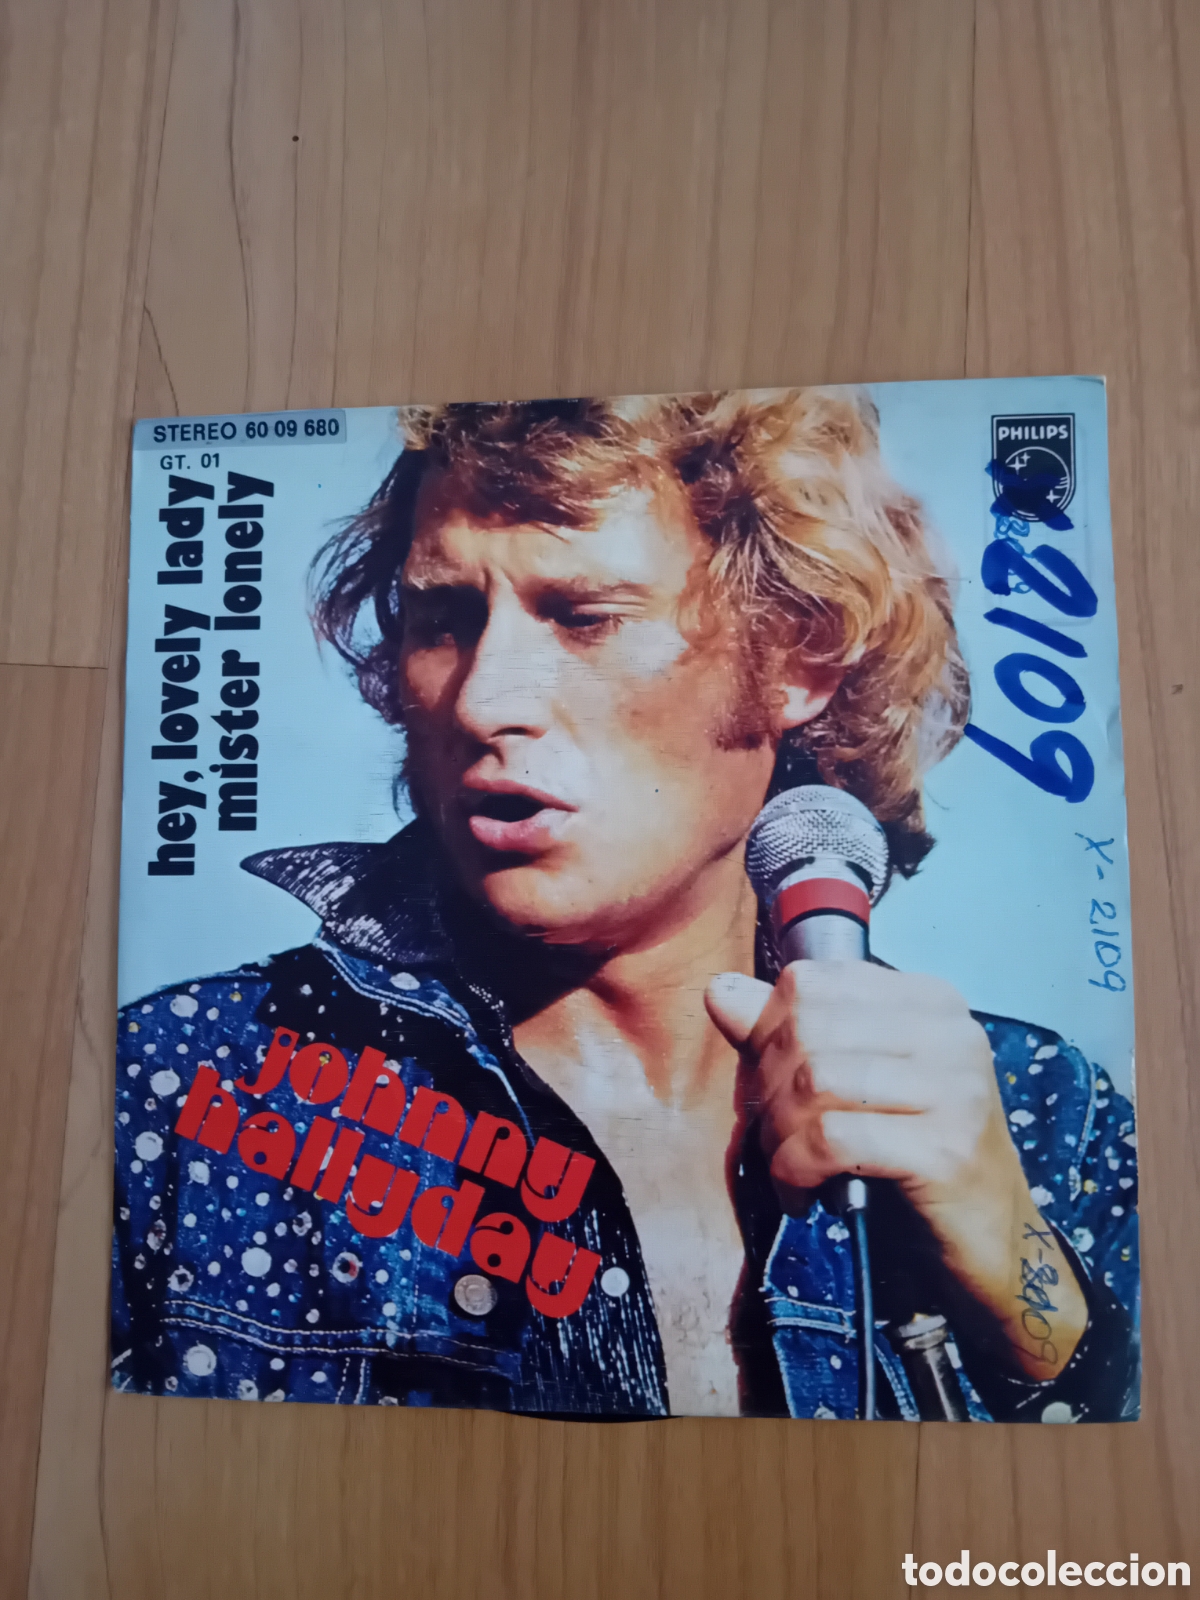 STEREO 60 09 680
GT. 01
hey, lovely lady
mister lonely
PHILIPS
2109
X-2109
johnny
hallyday
todocoleccion